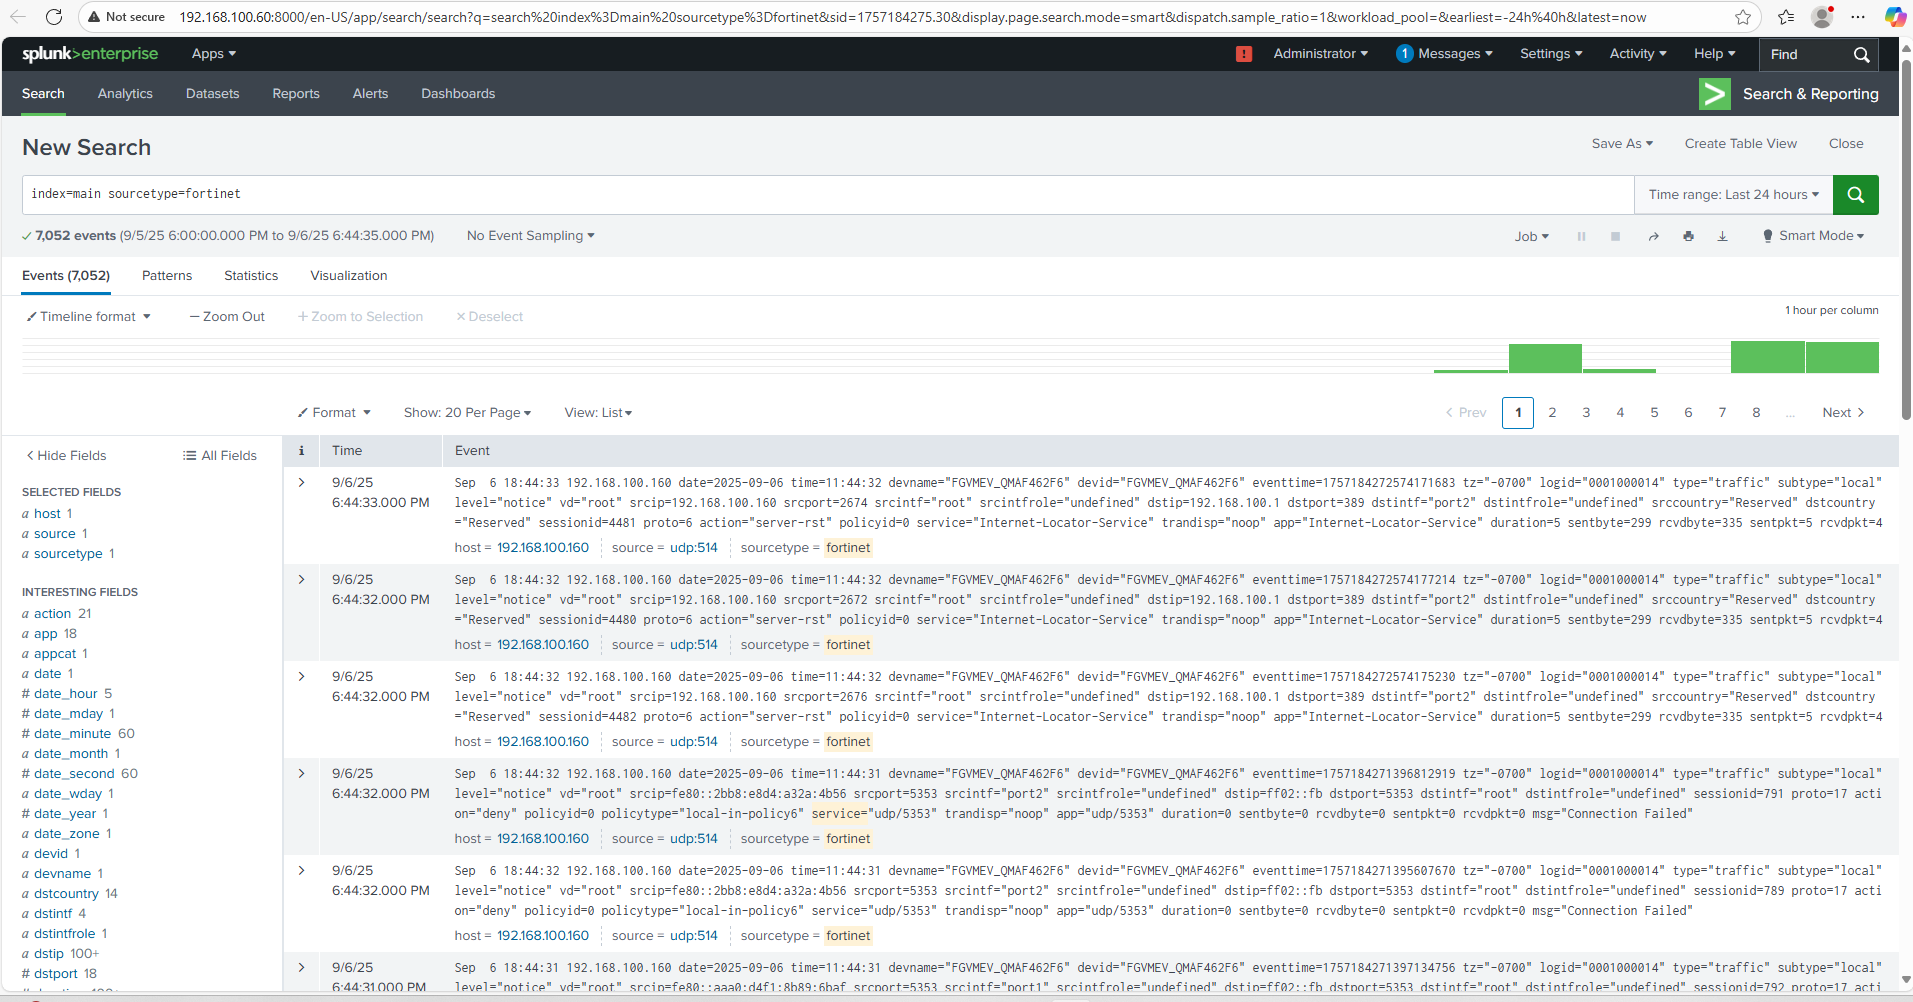 Not secure
192.168.100.60:8000/en-US/app/search/search?q=search%20index%3Dmain%20sourcetype%3Dfortinet&sid=1757184275.30&display.page.search.mode=smart&dispatch.sample_ratio=1&workload_pool=&earliest=-24h%40h&latest=now
splunk>enterprise
Apps
!
Administrator
1 Messages
Settings
Activity
Help
Find
Search
Analytics
Datasets
Reports
Alerts
Dashboards
Search & Reporting
New Search
Save As
Create Table View
Close
index=main sourcetype=fortinet
Time range: Last 24 hours
7,052 events (9/5/25 6:00:00.000 PM to 9/6/25 6:44:35.000 PM)
No Event Sampling
Job
Smart Mode
Events (7,052)
Patterns
Statistics
Visualization
Timeline format
— Zoom Out
+ Zoom to Selection
× Deselect
1 hour per column
Format
Show: 20 Per Page
View: List
< Prev
1
2
3
4
5
6
7
8
...
Next >
< Hide Fields
All Fields
SELECTED FIELDS
a host 1
a source 1
a sourcetype 1
INTERESTING FIELDS
a action 21
a app 18
a appcat 1
a date 1
# date_hour 5
# date_mday 1
# date_minute 60
a date_month 1
# date_second 60
a date_wday 1
# date_year 1
a date_zone 1
a devid 1
a devname 1
a dstcountry 14
a dstintf 4
a dstintfrole 1
a dstip 100+
# dstport 18
i
Time
Event
9/6/25
6:44:33.000 PM
Sep  6 18:44:33 192.168.100.160 date=2025-09-06 time=11:44:32 devname="FGVMEV_QMAF462F6" devid="FGVMEV_QMAF462F6" eventtime=1757184272574171683 tz="-0700" logid="0001000014" type="traffic" subtype="local"
level="notice" vd="root" srcip=192.168.100.160 srcport=2674 srcintf="root" srcintfrole="undefined" dstip=192.168.100.1 dstport=389 dstintf="port2" dstintfrole="undefined" srccountry="Reserved" dstcountry
="Reserved" sessionid=4481 proto=6 action="server-rst" policyid=0 service="Internet-Locator-Service" trandisp="noop" app="Internet-Locator-Service" duration=5 sentbyte=299 rcvdbyte=335 sentpkt=5 rcvdpkt=4
host = 192.168.100.160
source = udp:514
sourcetype = fortinet
9/6/25
6:44:32.000 PM
Sep  6 18:44:32 192.168.100.160 date=2025-09-06 time=11:44:32 devname="FGVMEV_QMAF462F6" devid="FGVMEV_QMAF462F6" eventtime=1757184272574177214 tz="-0700" logid="0001000014" type="traffic" subtype="local"
level="notice" vd="root" srcip=192.168.100.160 srcport=2672 srcintf="root" srcintfrole="undefined" dstip=192.168.100.1 dstport=389 dstintf="port2" dstintfrole="undefined" srccountry="Reserved" dstcountry
="Reserved" sessionid=4480 proto=6 action="server-rst" policyid=0 service="Internet-Locator-Service" trandisp="noop" app="Internet-Locator-Service" duration=5 sentbyte=299 rcvdbyte=335 sentpkt=5 rcvdpkt=4
host = 192.168.100.160
source = udp:514
sourcetype = fortinet
9/6/25
6:44:32.000 PM
Sep  6 18:44:32 192.168.100.160 date=2025-09-06 time=11:44:32 devname="FGVMEV_QMAF462F6" devid="FGVMEV_QMAF462F6" eventtime=1757184272574175230 tz="-0700" logid="0001000014" type="traffic" subtype="local"
level="notice" vd="root" srcip=192.168.100.160 srcport=2676 srcintf="root" srcintfrole="undefined" dstip=192.168.100.1 dstport=389 dstintf="port2" dstintfrole="undefined" srccountry="Reserved" dstcountry
="Reserved" sessionid=4482 proto=6 action="server-rst" policyid=0 service="Internet-Locator-Service" trandisp="noop" app="Internet-Locator-Service" duration=5 sentbyte=299 rcvdbyte=335 sentpkt=5 rcvdpkt=4
host = 192.168.100.160
source = udp:514
sourcetype = fortinet
9/6/25
6:44:32.000 PM
Sep  6 18:44:32 192.168.100.160 date=2025-09-06 time=11:44:31 devname="FGVMEV_QMAF462F6" devid="FGVMEV_QMAF462F6" eventtime=1757184271396812919 tz="-0700" logid="0001000014" type="traffic" subtype="local"
level="notice" vd="root" srcip=fe80::2bb8:e8d4:a32a:4b56 srcport=5353 srcintf="port2" srcintfrole="undefined" dstip=ff02::fb dstport=5353 dstintf="root" dstintfrole="undefined" sessionid=791 proto=17 acti
on="deny" policyid=0 policytype="local-in-policy6" service="udp/5353" trandisp="noop" app="udp/5353" duration=0 sentbyte=0 rcvdbyte=0 sentpkt=0 rcvdpkt=0 msg="Connection Failed"
host = 192.168.100.160
source = udp:514
sourcetype = fortinet
9/6/25
6:44:32.000 PM
Sep  6 18:44:32 192.168.100.160 date=2025-09-06 time=11:44:31 devname="FGVMEV_QMAF462F6" devid="FGVMEV_QMAF462F6" eventtime=1757184271395607670 tz="-0700" logid="0001000014" type="traffic" subtype="local"
level="notice" vd="root" srcip=fe80::2bb8:e8d4:a32a:4b56 srcport=5353 srcintf="port2" srcintfrole="undefined" dstip=ff02::fb dstport=5353 dstintf="root" dstintfrole="undefined" sessionid=789 proto=17 acti
on="deny" policyid=0 policytype="local-in-policy6" service="udp/5353" trandisp="noop" app="udp/5353" duration=0 sentbyte=0 rcvdbyte=0 sentpkt=0 rcvdpkt=0 msg="Connection Failed"
host = 192.168.100.160
source = udp:514
sourcetype = fortinet
9/6/25
6:44:31.000 PM
Sep  6 18:44:31 192.168.100.160 date=2025-09-06 time=11:44:31 devname="FGVMEV_QMAF462F6" devid="FGVMEV_QMAF462F6" eventtime=1757184271397134756 tz="-0700" logid="0001000014" type="traffic" subtype="local"
level="notice" vd="root" srcip=fe80::aaa0:d4f1:8b89:6baf srcport=5353 srcintf="port1" srcintfrole="undefined" dstip=ff02::fb dstport=5353 dstintf="root" dstintfrole="undefined" sessionid=792 proto=17 acti